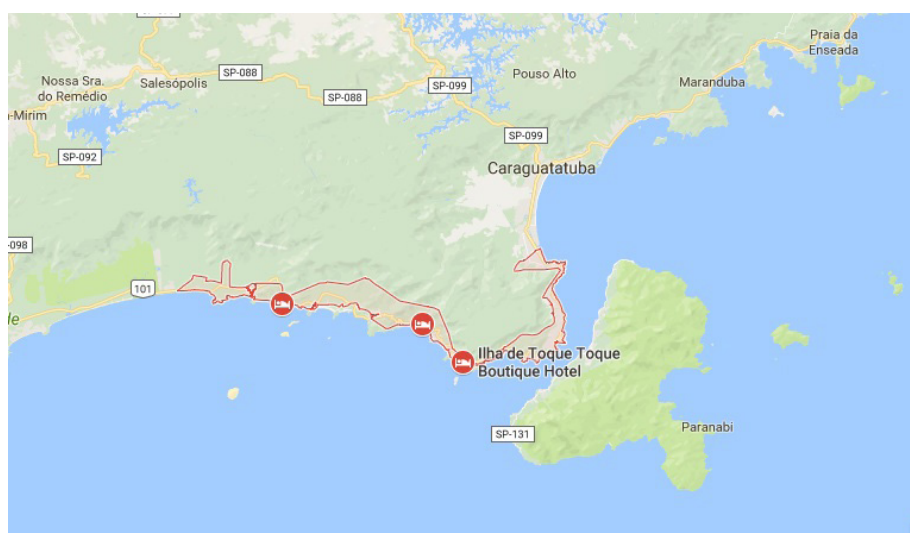 Praia da
Enseada
SP-088
Pouso Alto
Nossa Sra.
do Remédio
Salesópolis
SP-099
Maranduba
SP-088
-Mirim
SP-099
SP-092
Caraguatatuba
-098
101
Ilha de Toque Toque
Boutique Hotel
SP-131
Paranabi